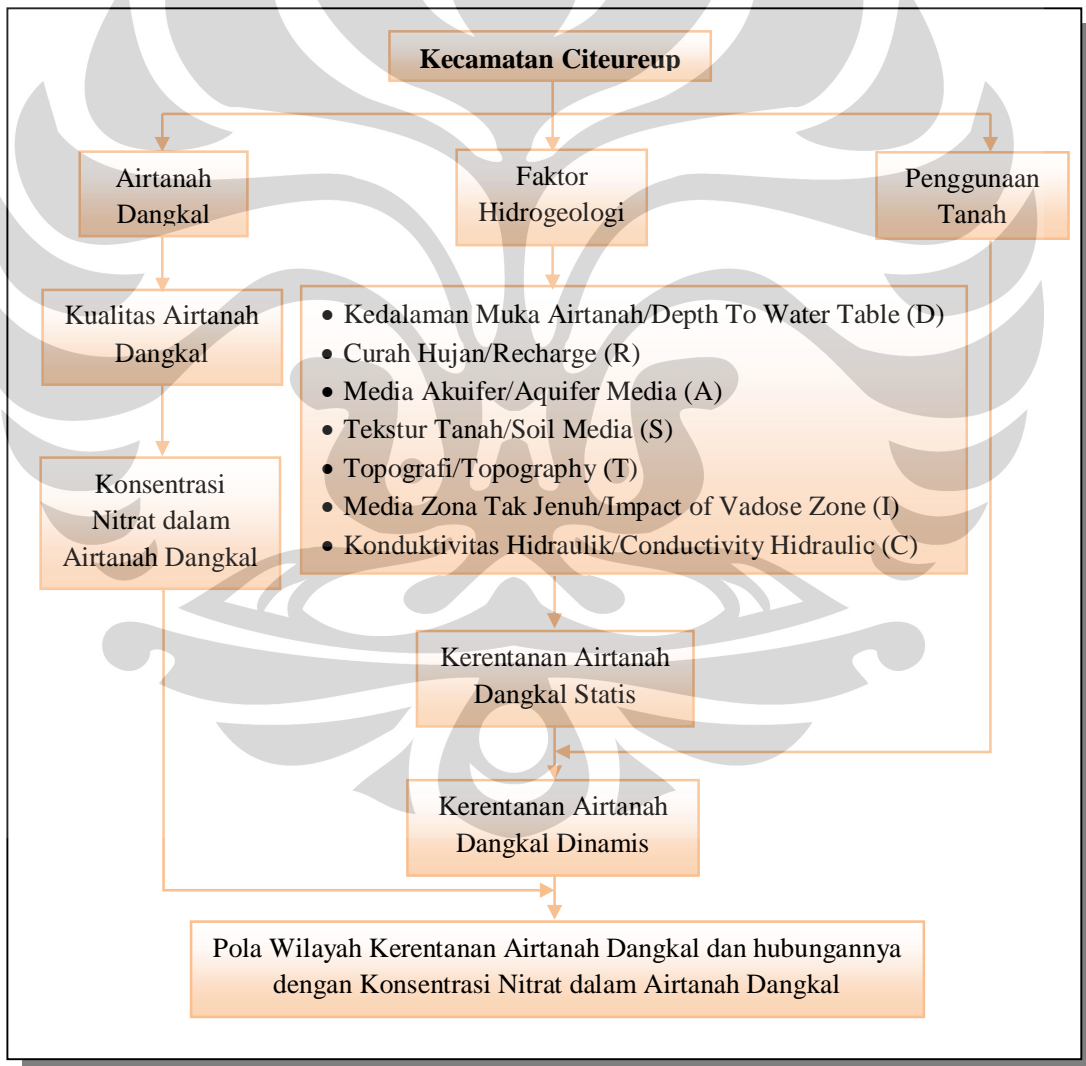 Kecamatan Citeureup
Airtanah
Dangkal
Faktor
Hidrogeologi
Penggunaan
Tanah
Kualitas Airtanah
Dangkal
• Kedalaman Muka Airtanah/Depth To Water Table (D)
• Curah Hujan/Recharge (R)
• Media Akuifer/Aquifer Media (A)
• Tekstur Tanah/Soil Media (S)
• Topografi/Topography (T)
• Media Zona Tak Jenuh/Impact of Vadose Zone (I)
• Konduktivitas Hidraulik/Conductivity Hidraulic (C)
Konsentrasi
Nitrat dalam
Airtanah Dangkal
Kerentanan Airtanah
Dangkal Statis
Kerentanan Airtanah
Dangkal Dinamis
Pola Wilayah Kerentanan Airtanah Dangkal dan hubungannya
dengan Konsentrasi Nitrat dalam Airtanah Dangkal